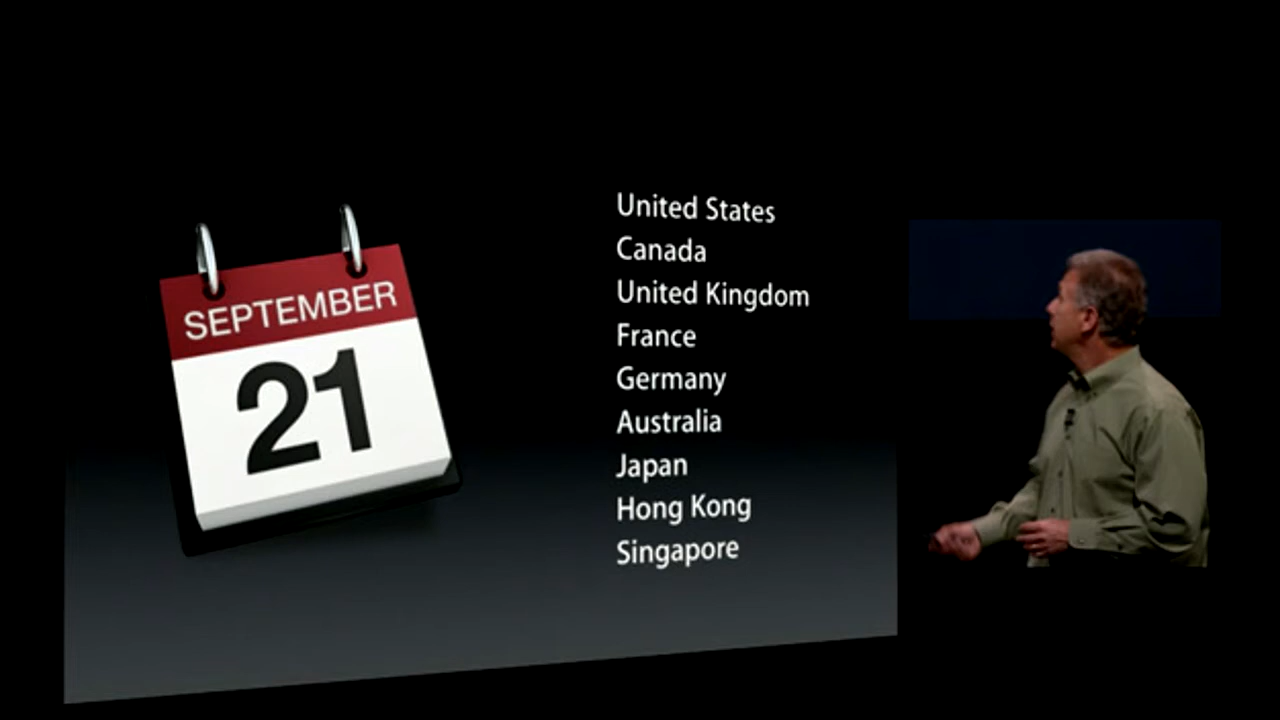 SEPTEMBER
21
United States
Canada
United Kingdom
France
Germany
Australia
Japan
Hong Kong
Singapore